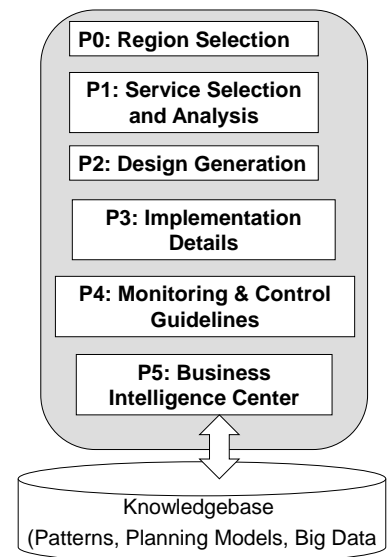 P0: Region Selection
P1: Service Selection
and Analysis
P2: Design Generation
P3: Implementation
Details
P4: Monitoring & Control
Guidelines
P5: Business
Intelligence Center
Knowledgebase
(Patterns, Planning Models, Big Data